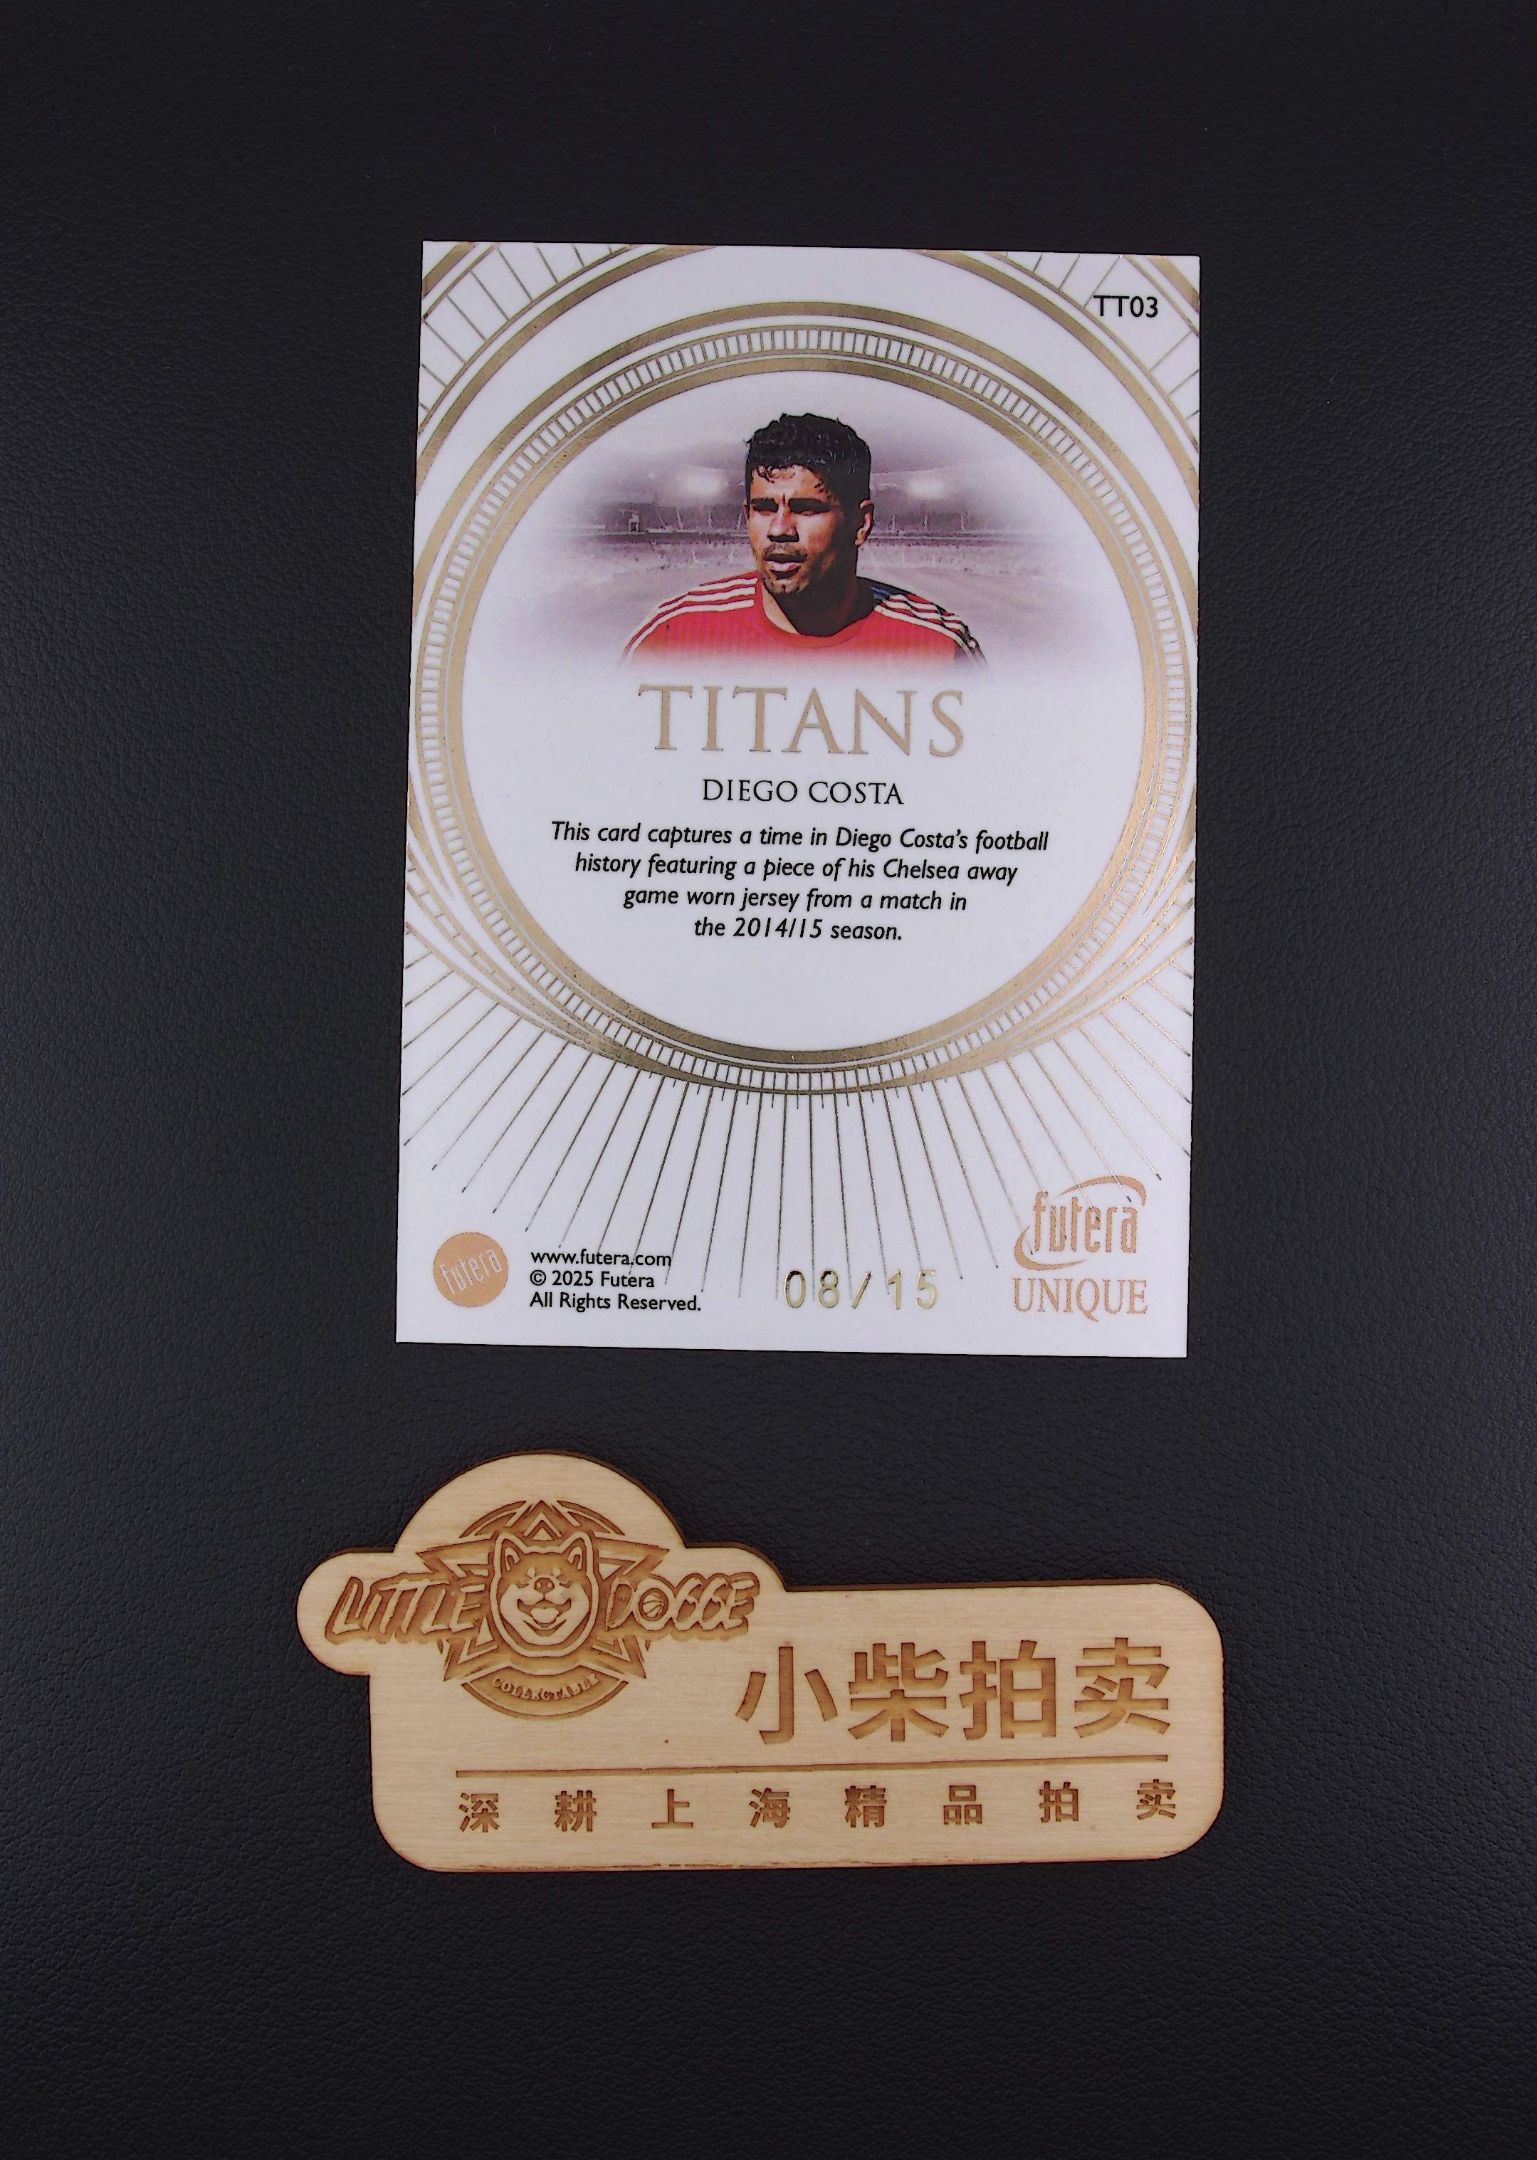 TT03
TITANS
DIEGO COSTA
This card captures a time in Diego Costa's football
history featuring a piece of his Chelsea away
game worn jersey from a match in
the 2014/15 season.
futera
www.futera.com
© 2025 Futera
All Rights Reserved.
08/15
futera
UNIQUE
LITTLE DOGGE
COLLECTABLE
小柴拍卖
深耕上海精品拍卖